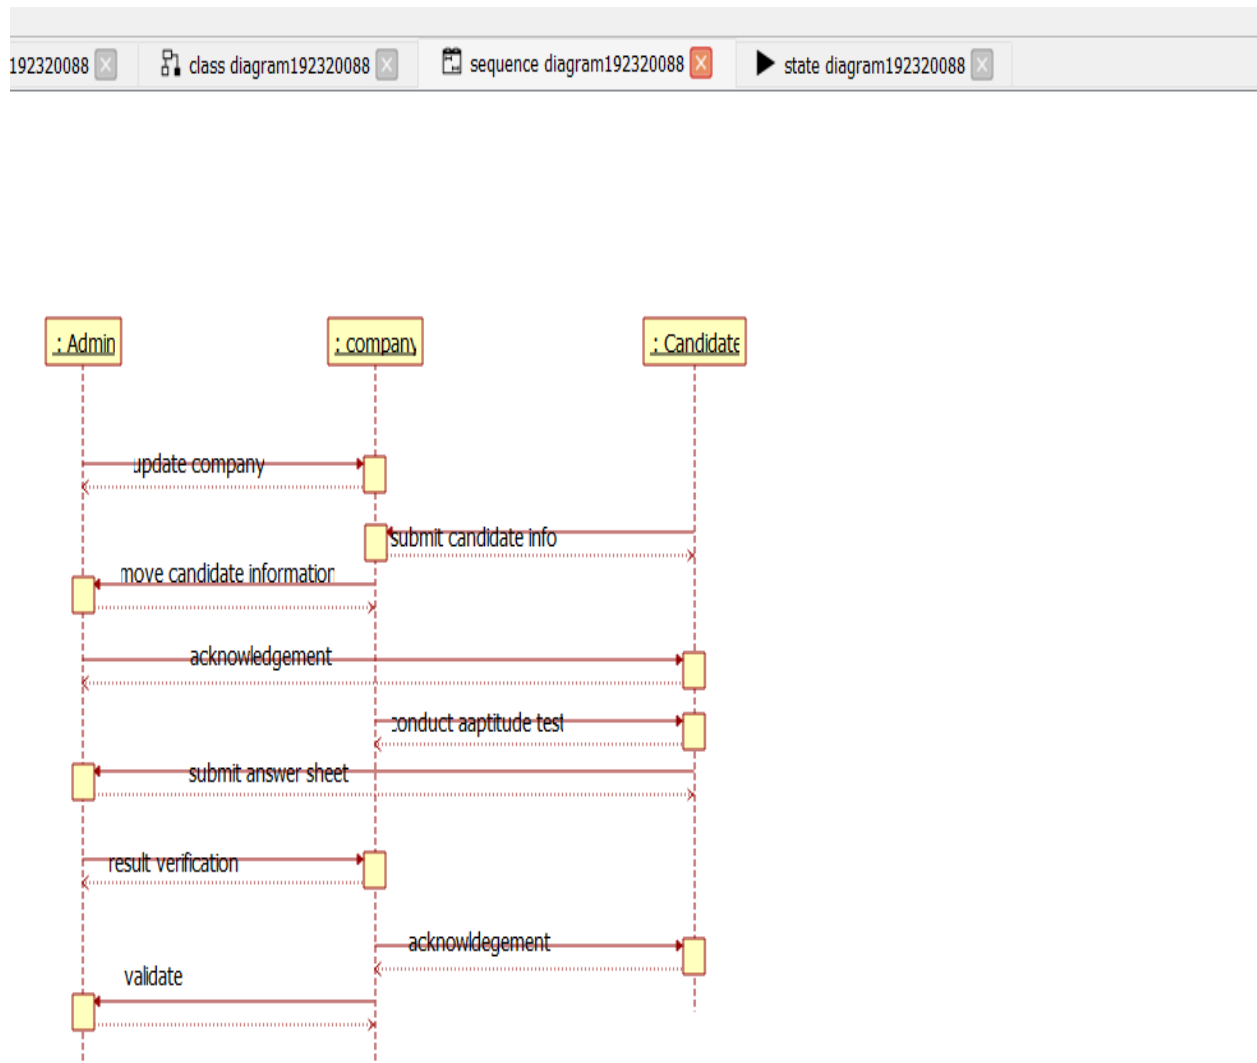 192320088
class diagram192320088
sequence diagram192320088
state diagram192320088
: Admin
: company
: Candidate
update company
submit candidate info
move candidate information
acknowledgement
conduct aaptitude test
submit answer sheet
result verification
acknowldegement
validate